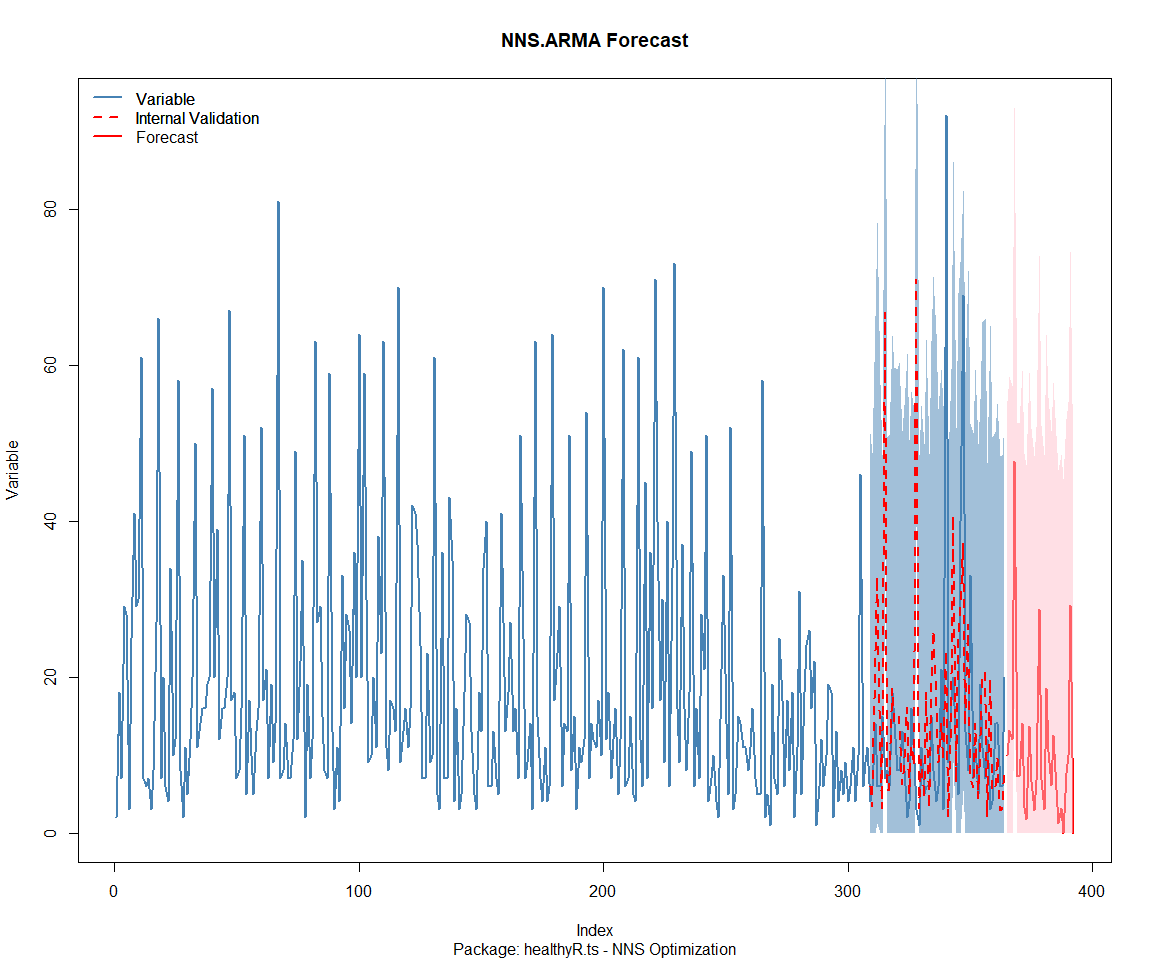 NNS.ARMA Forecast
Variable
Internal Validation
Forecast
Variable
80
60
40
20
0
0 100 200 300 400
Index
Package: healthyR.ts - NNS Optimization